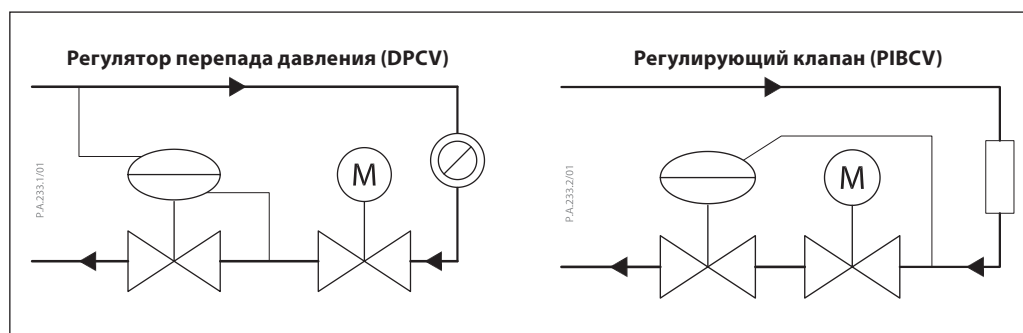 Регулятор перепада давления (DPCV)
P.A.233.1/01
M
Регулирующий клапан (PIBCV)
P.A.233.2/01
M